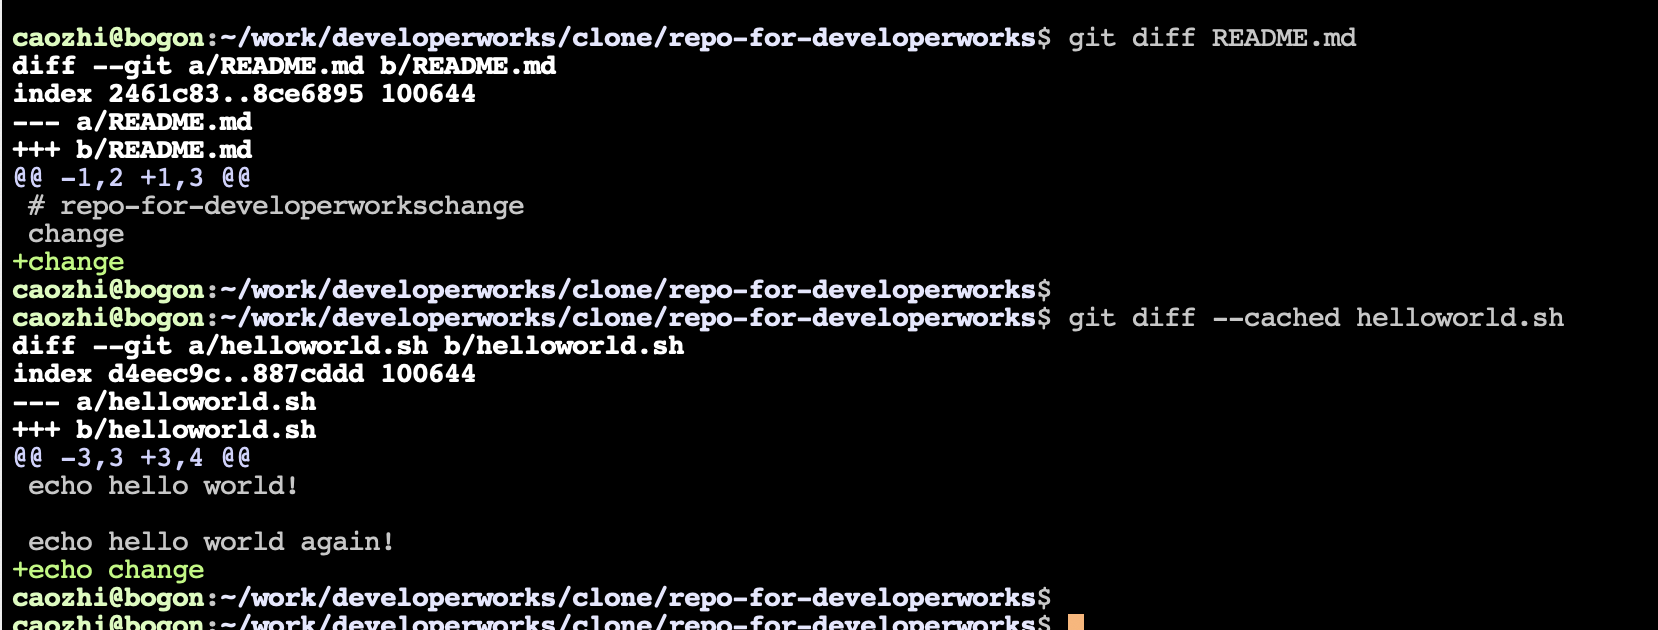 caozhi@bogon:~/work/developerworks/clone/repo-for-developerworks$ git diff README.md
diff --git a/README.md b/README.md
index 2461c83..8ce6895 100644
--- a/README.md
+++ b/README.md
@@ -1,2 +1,3 @@
 # repo-for-developerworkschange
 change
+change
caozhi@bogon:~/work/developerworks/clone/repo-for-developerworks$
caozhi@bogon:~/work/developerworks/clone/repo-for-developerworks$ git diff --cached helloworld.sh
diff --git a/helloworld.sh b/helloworld.sh
index d4eec9c..887cddd 100644
--- a/helloworld.sh
+++ b/helloworld.sh
@@ -3,3 +3,4 @@
 echo hello world!

 echo hello world again!
+echo change
caozhi@bogon:~/work/developerworks/clone/repo-for-developerworks$
caozhi@bogon:~/work/developerworks/clone/repo-for-developerworks$